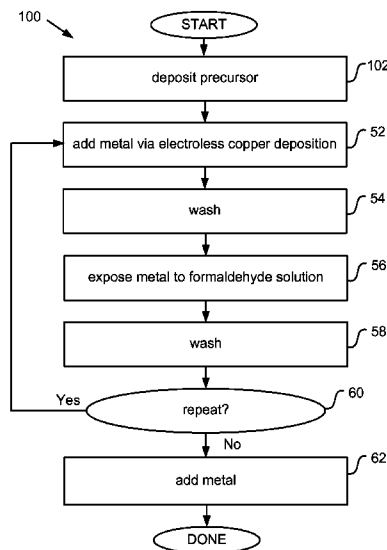 100
START
deposit precursor
102
add metal via electroless copper deposition
52
wash
54
expose metal to formaldehyde solution
56
wash
58
Yes
repeat?
60
No
add metal
62
DONE